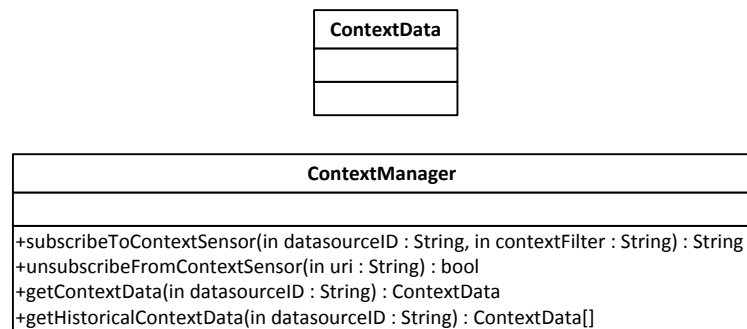 ContextData
ContextManager
+subscribeToContextSensor(in datasourceID : String, in contextFilter : String) : String
+unsubscribeFromContextSensor(in uri : String) : bool
+getContextData(in datasourceID : String) : ContextData
+getHistoricalContextData(in datasourceID : String) : ContextData[]